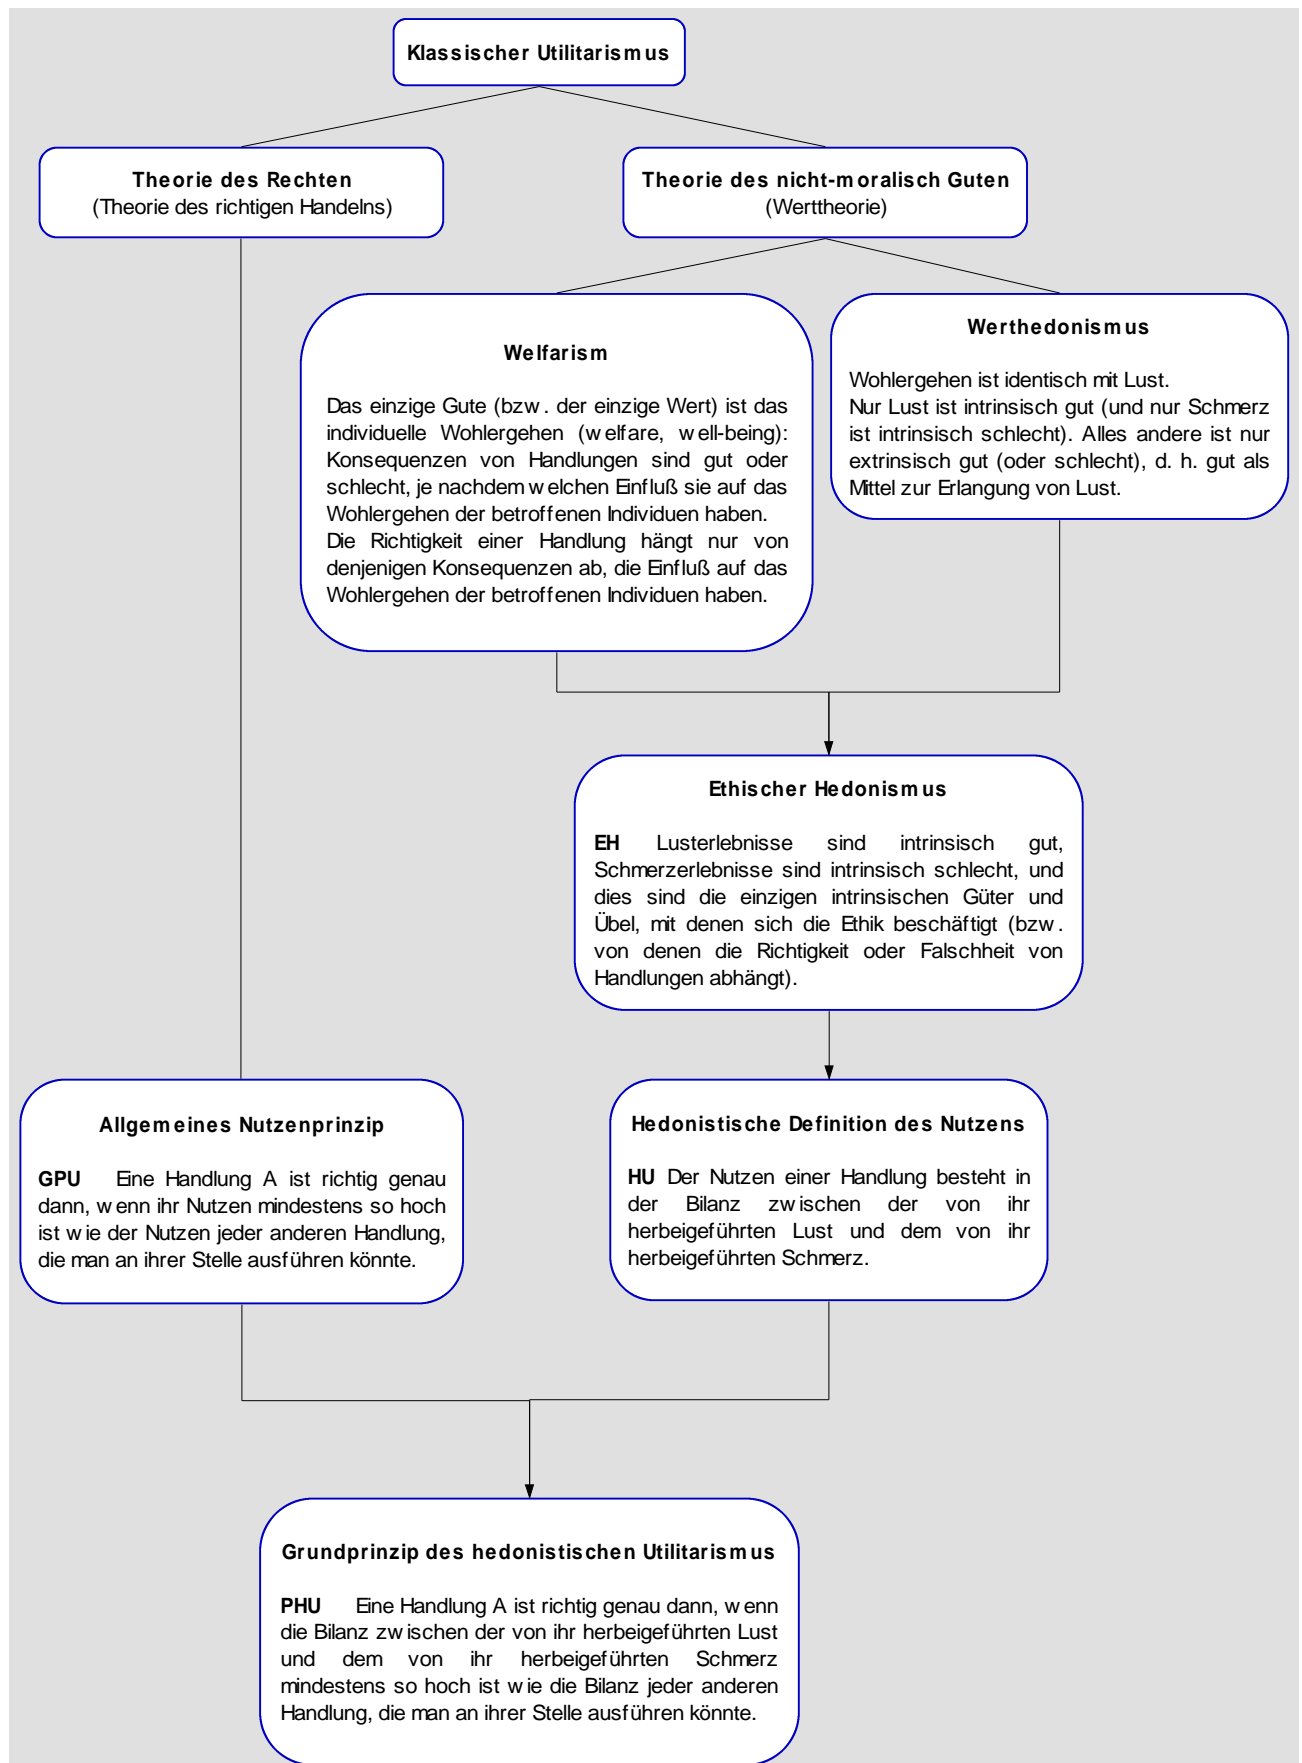 Klassischer Utilitarismus
Theorie des Rechten
(Theorie des richtigen Handelns)
Theorie des nicht-moralisch Guten
(Werttheorie)
Welfarism
Das einzige Gute (bzw. der einzige Wert) ist das
individuelle Wohlergehen (welfare, well-being):
Konsequenzen von Handlungen sind gut oder
schlecht, je nachdem welchen Einfluß sie auf das
Wohlergehen der betroffenen Individuen haben.
Die Richtigkeit einer Handlung hängt nur von
denjenigen Konsequenzen ab, die Einfluß auf das
Wohlergehen der betroffenen Individuen haben.
Werthedonismus
Wohlergehen ist identisch mit Lust.
Nur Lust ist intrinsisch gut (und nur Schmerz
ist intrinsisch schlecht). Alles andere ist nur
extrinsisch gut (oder schlecht), d. h. gut als
Mittel zur Erlangung von Lust.
Ethischer Hedonismus
EH Lusterlebnisse sind intrinsisch gut,
Schmerzerlebnisse sind intrinsisch schlecht, und
dies sind die einzigen intrinsischen Güter und
Übel, mit denen sich die Ethik beschäftigt (bzw.
von denen die Richtigkeit oder Falschheit von
Handlungen abhängt).
Allgemeines Nutzenprinzip
GPU Eine Handlung A ist richtig genau
dann, wenn ihr Nutzen mindestens so hoch
ist wie der Nutzen jeder anderen Handlung,
die man an ihrer Stelle ausführen könnte.
Hedonistische Definition des Nutzens
HU Der Nutzen einer Handlung besteht in
der Bilanz zwischen der von ihr
herbeigeführten Lust und dem von ihr
herbeigeführten Schmerz.
Grundprinzip des hedonistischen Utilitarismus
PHU Eine Handlung A ist richtig genau dann, wenn
die Bilanz zwischen der von ihr herbeigeführten Lust
und dem von ihr herbeigeführten Schmerz
mindestens so hoch ist wie die Bilanz jeder anderen
Handlung, die man an ihrer Stelle ausführen könnte.